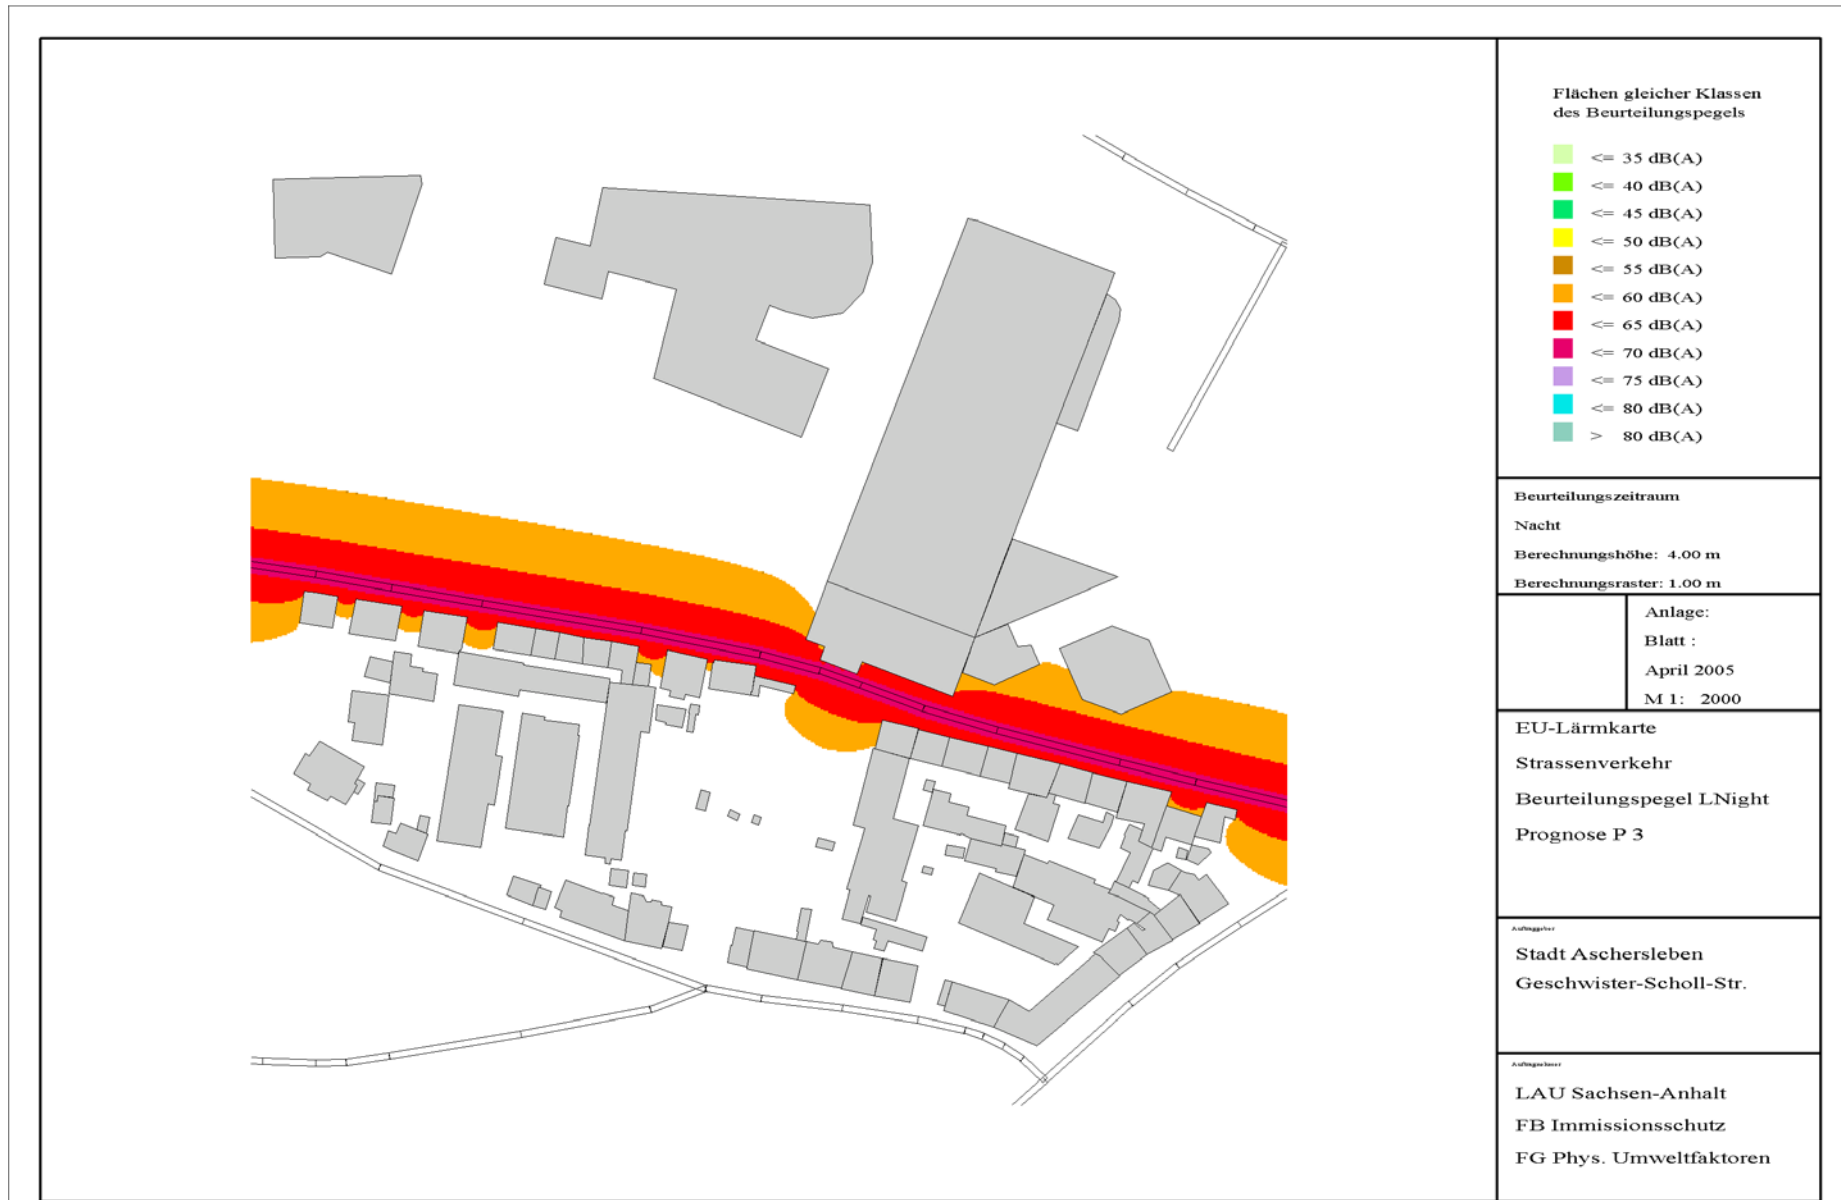 Flächen gleicher Klassen
des Beurteilungspegels
<= 35 dB(A)
<= 40 dB(A)
<= 45 dB(A)
<= 50 dB(A)
<= 55 dB(A)
<= 60 dB(A)
<= 65 dB(A)
<= 70 dB(A)
<= 75 dB(A)
<= 80 dB(A)
> 80 dB(A)
Beurteilungszeitraum
Nacht
Berechnungshöhe: 4.00 m
Berechnungsraster: 1.00 m
Anlage:
Blatt :
April 2005
M 1: 2000
EU-Lärmkarte
Strassenverkehr
Beurteilungspegel LNight
Prognose P 3
Auftraggeber
Stadt Aschersleben
Geschwister-Scholl-Str.
Auftragnehmer
LAU Sachsen-Anhalt
FB Immissionsschutz
FG Phys. Umweltfaktoren